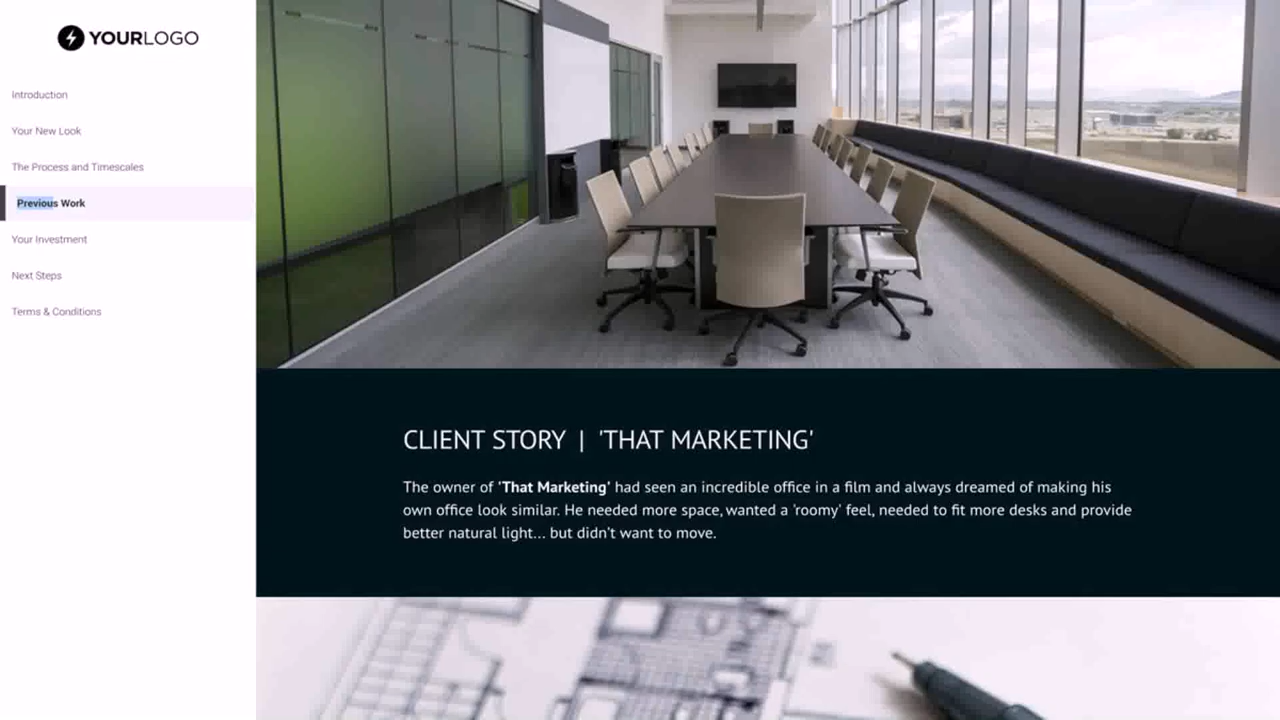 YOURLOGO
Introduction
Your New Look
The Process and Timescales
Previous Work
Your Investment
Next Steps
Terms & Conditions
CLIENT STORY | 'THAT MARKETING'
The owner of 'That Marketing' had seen an incredible office in a film and always dreamed of making his
own office look similar. He needed more space, wanted a 'roomy' feel, needed to fit more desks and provide
better natural light... but didn't want to move.